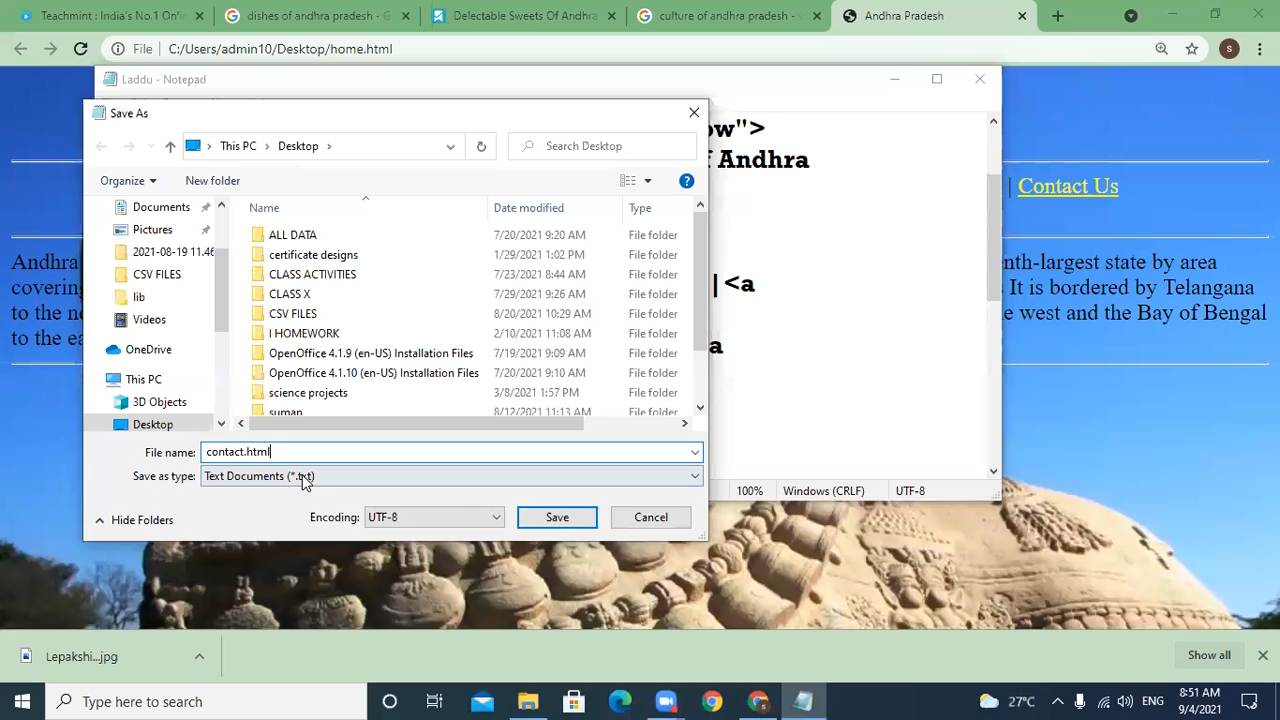 Teachmint : India's No.1 Onlin
dishes of andhra pradesh - G
Delectable Sweets Of Andhra
culture of andhra pradesh -
Andhra Pradesh
File
C:/Users/admin10/Desktop/home.html
s
Laddu - Notepad
Save As
ow">
f Andhra
This PC
Desktop
Search Desktop
| Contact Us
Organize
New folder
Name
Date modified
Type
Documents
Pictures
2021-08-19 11.46
CSV FILES
lib
Videos
OneDrive
This PC
3D Objects
Desktop
ALL DATA 7/20/2021 9:20 AM File folder
certificate designs 1/29/2021 1:02 PM File folder
CLASS ACTIVITIES 7/23/2021 8:44 AM File folder
CLASS X 7/29/2021 9:26 AM File folder
CSV FILES 8/20/2021 10:29 AM File folder
I HOMEWORK 2/10/2021 11:08 AM File folder
OpenOffice 4.1.9 (en-US) Installation Files 7/19/2021 9:09 AM File folder
OpenOffice 4.1.10 (en-US) Installation Files 7/20/2021 9:10 AM File folder
science projects 3/8/2021 1:57 PM File folder
suman 8/12/2021 11:13 AM File folder
|<a
a
Andhra
covering
to the no
to the ea
nth-largest state by area
s It is bordered by Telangana
e west and the Bay of Bengal
File name: contact.html
Save as type: Text Documents (*.txt)
Hide Folders
Encoding: UTF-8
Save
Cancel
100%
Windows (CRLF)
UTF-8
Lepakshi....jpg
Show all
Type here to search
27°C
ENG
8:51 AM
9/4/2021